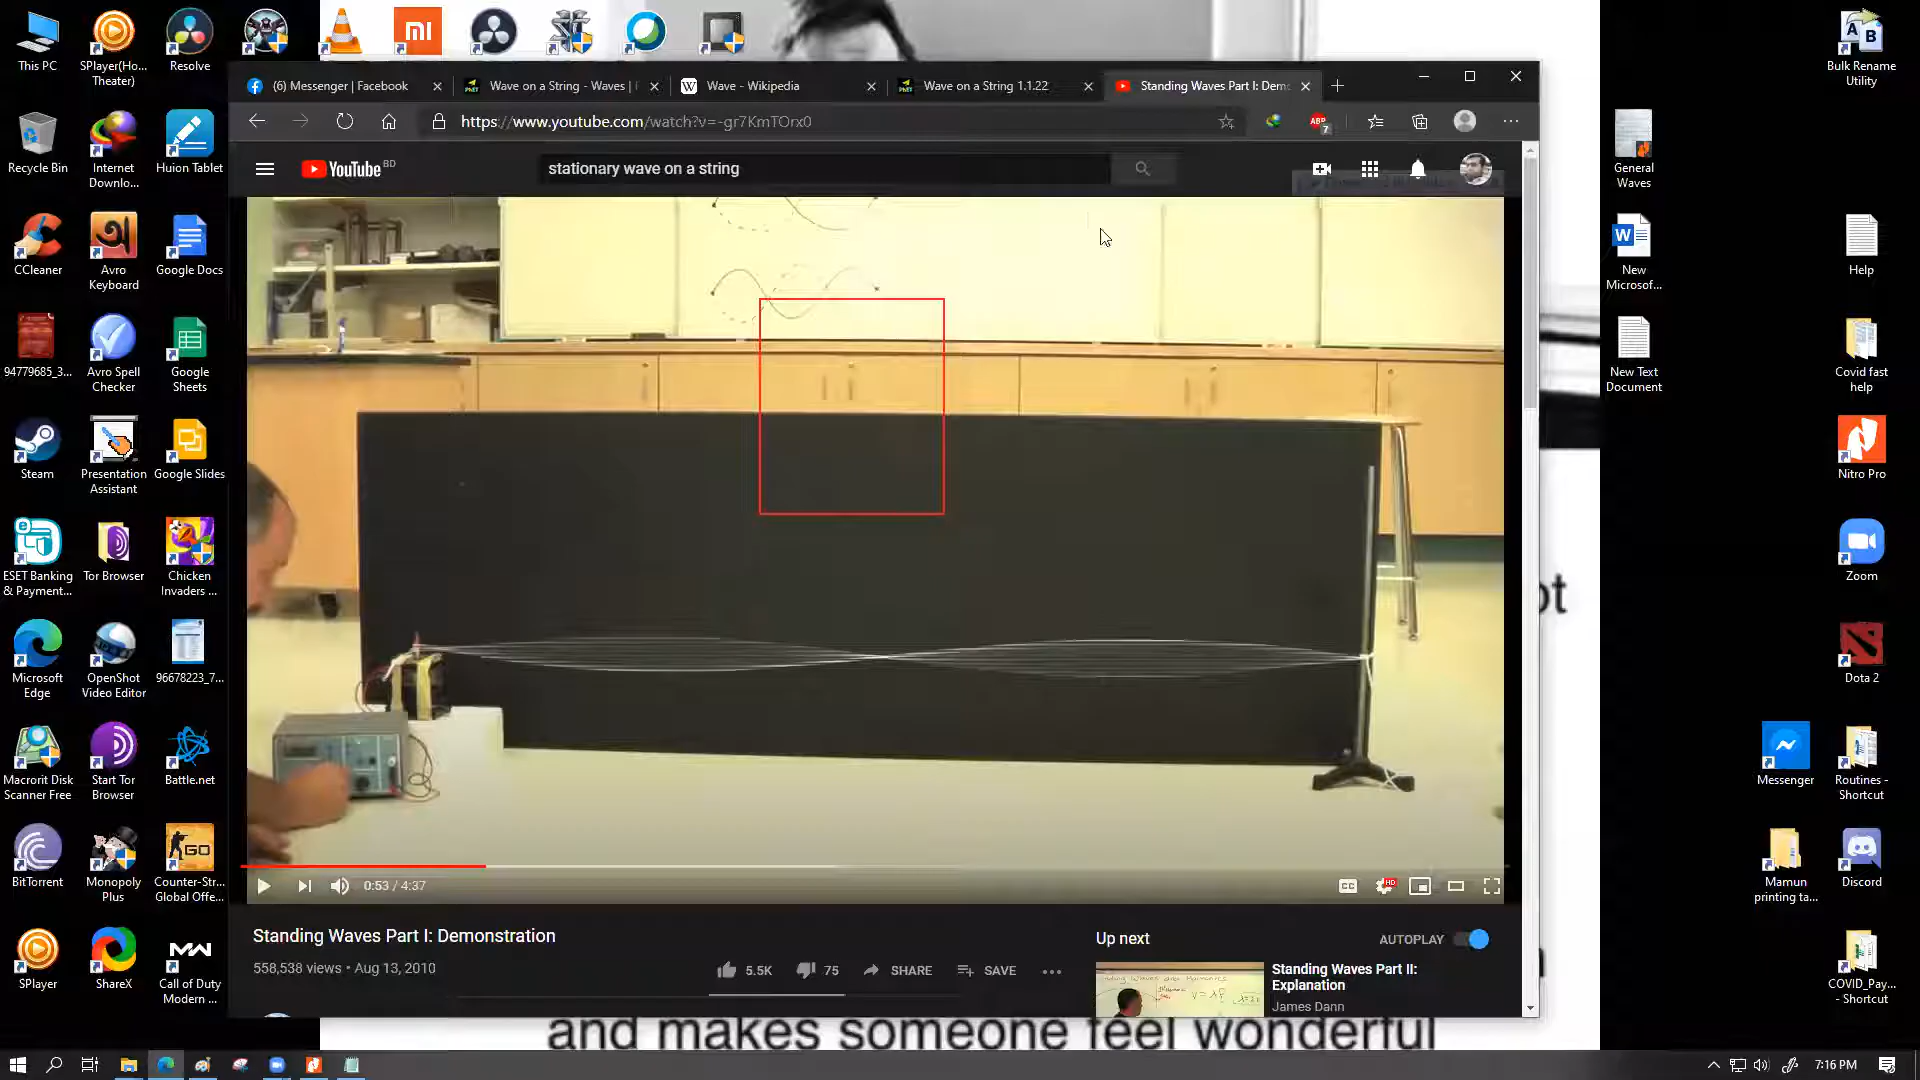 This PC
SPlayer(Ho...
Theater)
Resolve
Bulk Rename
Utility
(6) Messenger | Facebook
Wave on a String - Waves |
Wave - Wikipedia
Wave on a String 1.1.22
Standing Waves Part I: Dem
https://www.youtube.com/watch?v=-gr7KmTOrx0
ABP
7
YouTube BD
stationary wave on a string
Recycle Bin
Internet
Downlo...
Huion Tablet
General
Waves
CCleaner
Avro
Keyboard
Google Docs
New
Microsof...
Help
94779685_3...
Avro Spell
Checker
Google
Sheets
New Text
Document
Covid fast
help
Steam
Presentation
Assistant
Google Slides
Nitro Pro
ESET Banking
& Payment...
Tor Browser
Chicken
Invaders ...
Zoom
Microsoft
Edge
OpenShot
Video Editor
96678223_7...
Dota 2
Macrorit Disk
Scanner Free
Start Tor
Browser
Battle.net
Messenger
Routines -
Shortcut
BitTorrent
Monopoly
Plus
Counter-Str...
Global Offe...
0:53 / 4:37
CC
HD
Mamun
printing ta...
Discord
SPlayer
ShareX
Call of Duty
Modern ...
COVID_Pay...
- Shortcut
Standing Waves Part I: Demonstration
558,538 views • Aug 13, 2010
5.5K
75
SHARE
SAVE
Up next
AUTOPLAY
Standing Waves Part II:
Explanation
James Dann
and makes someone feel wonderful
7:16 PM